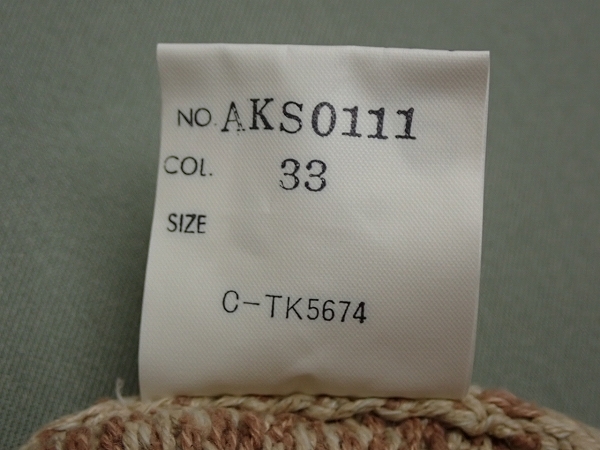 NO. AKS0111
COL. 33
SIZE
C-TK5674